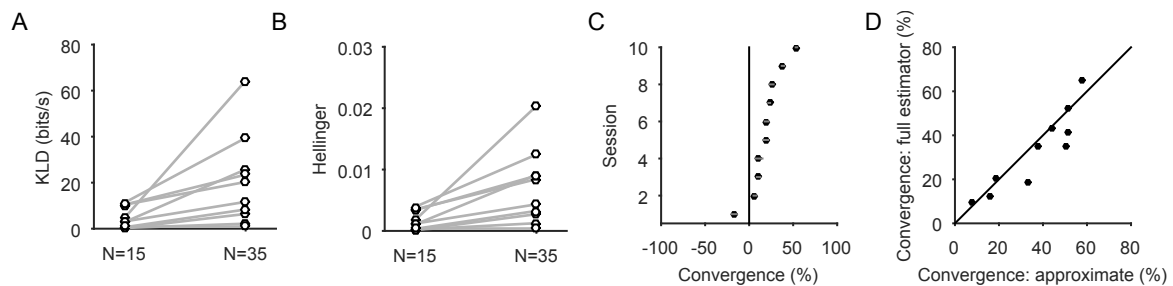 A
KLD (bits/s)
80
60
40
20
0
N=15
N=35
B
Hellinger
0.03
0.02
0.01
0
N=15
N=35
C
Session
10
8
6
4
2
-100
-50
0
50
100
Convergence (%)
D
Convergence: full estimator (%)
80
60
40
20
0
0
20
40
60
80
Convergence: approximate (%)